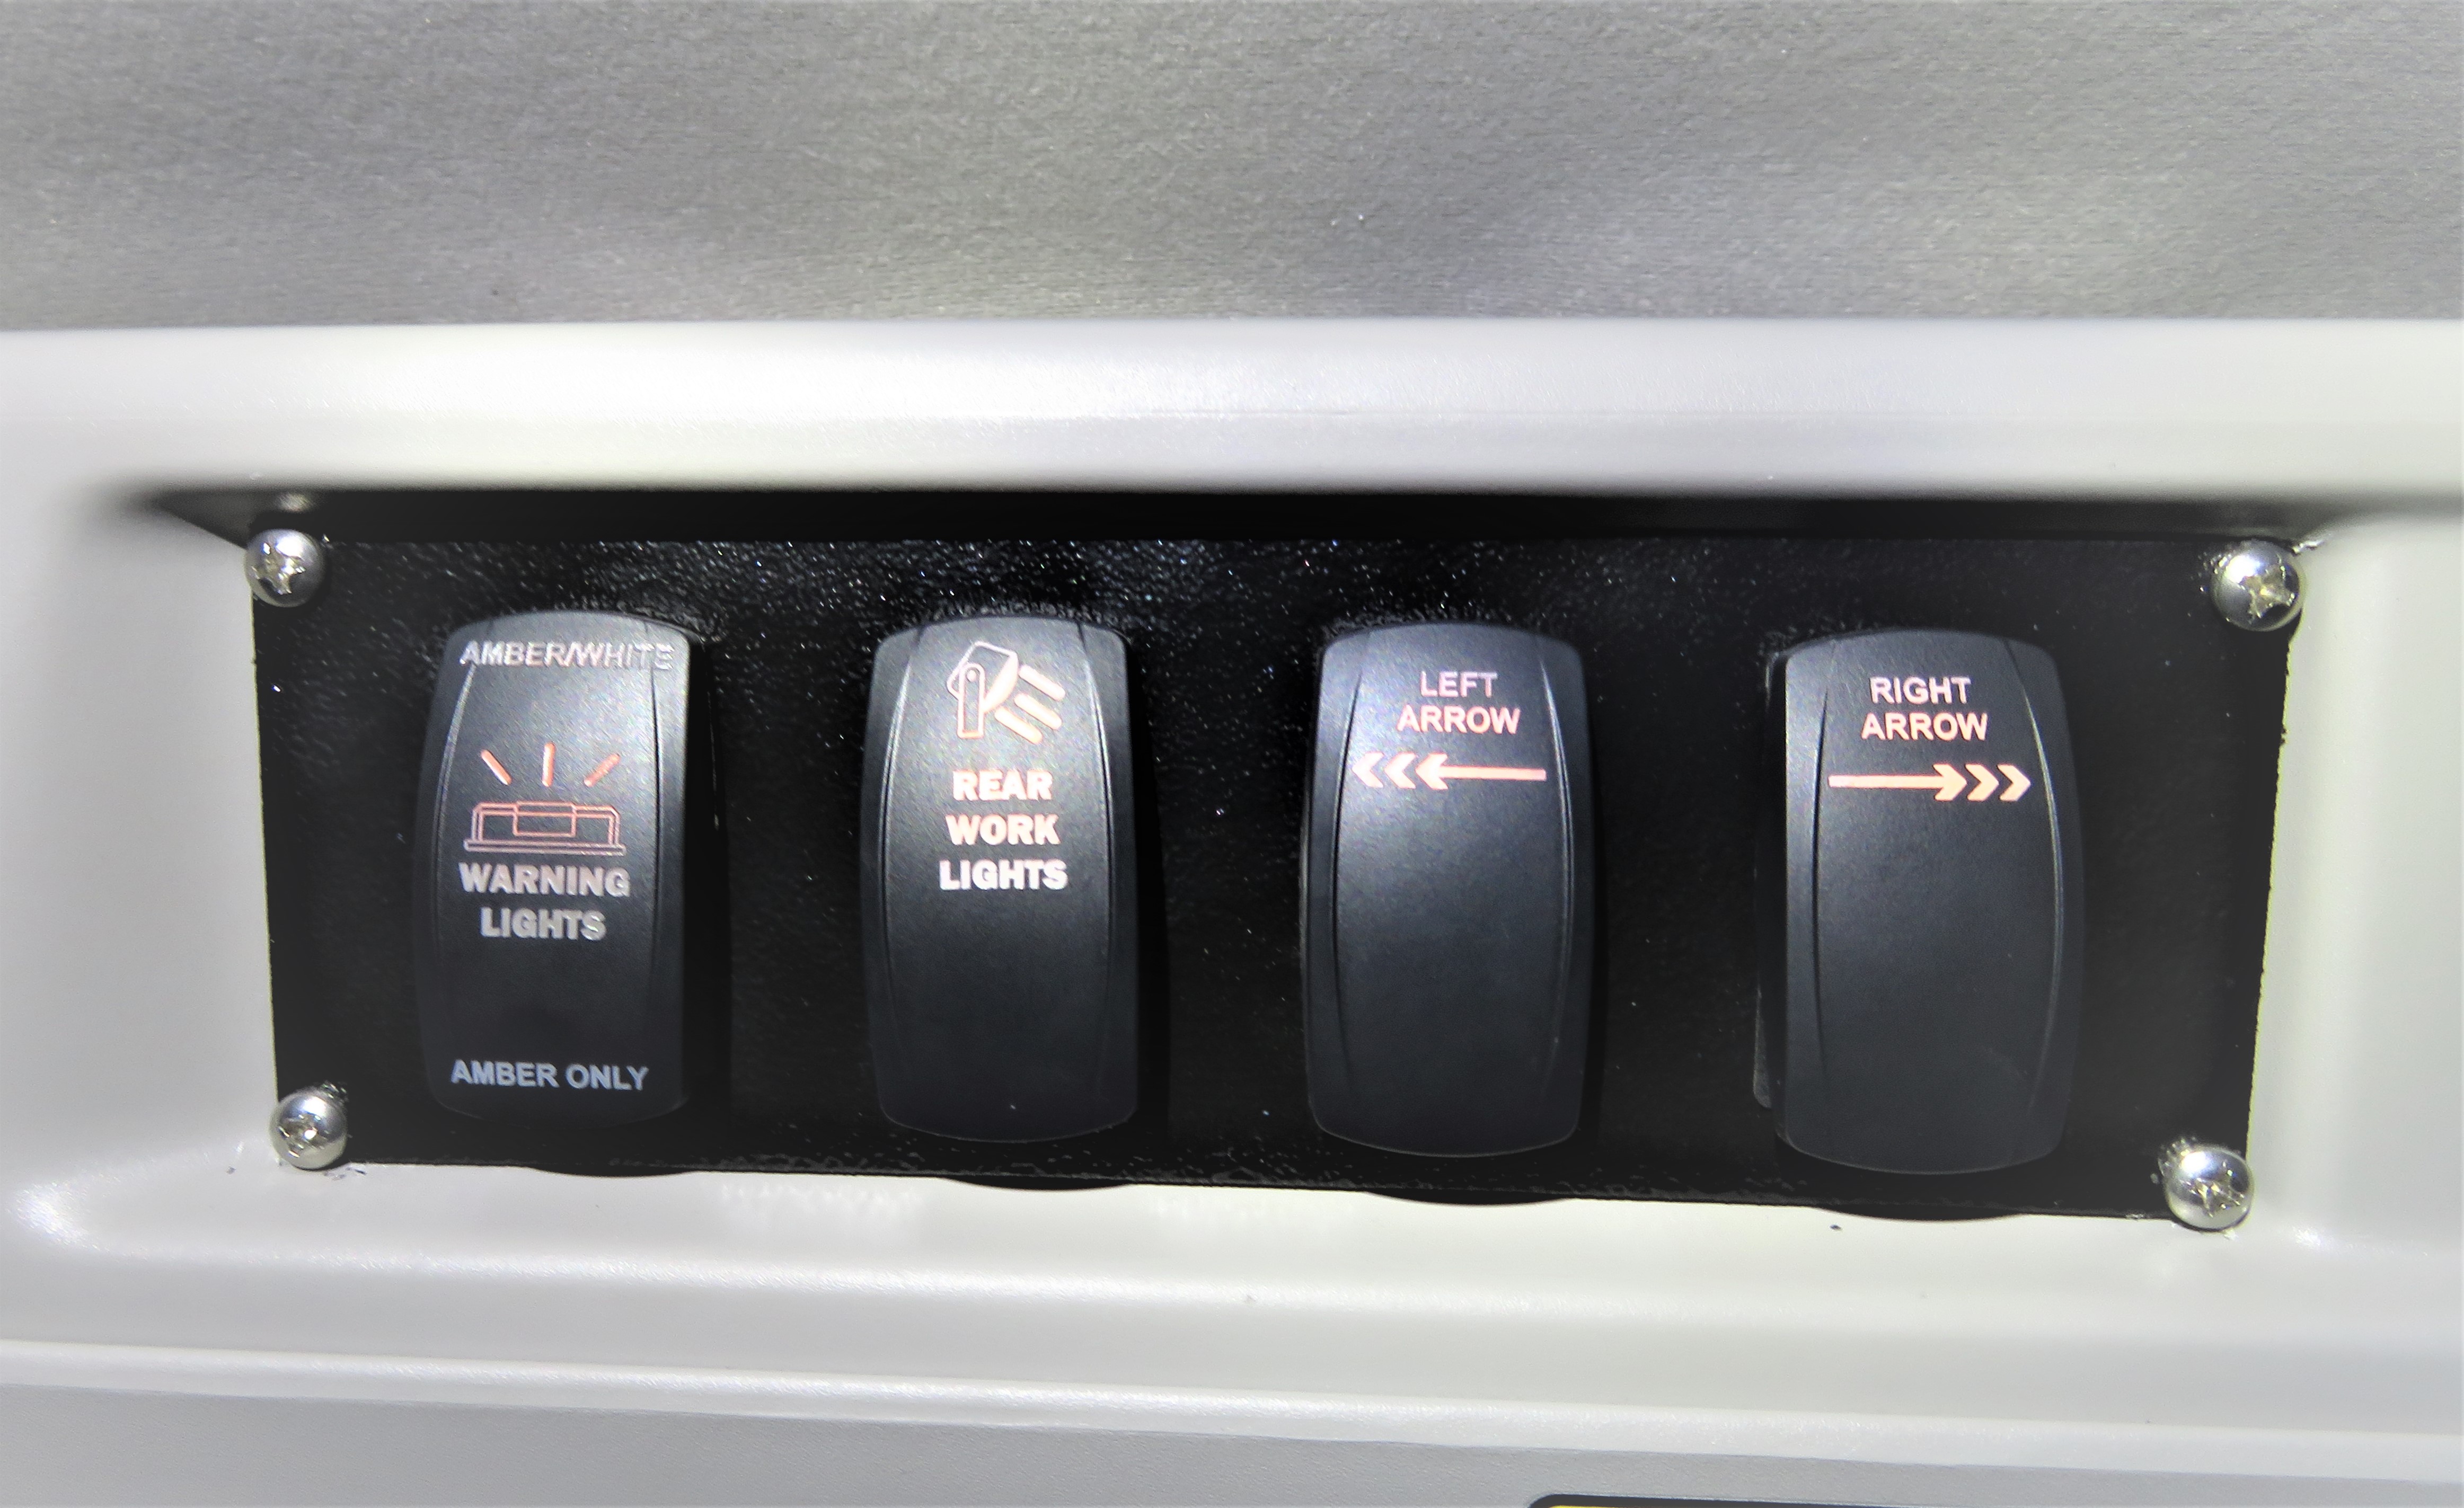 AMBER/WHITE
WARNING
LIGHTS
AMBER ONLY
REAR
WORK
LIGHTS
LEFT
ARROW
RIGHT
ARROW